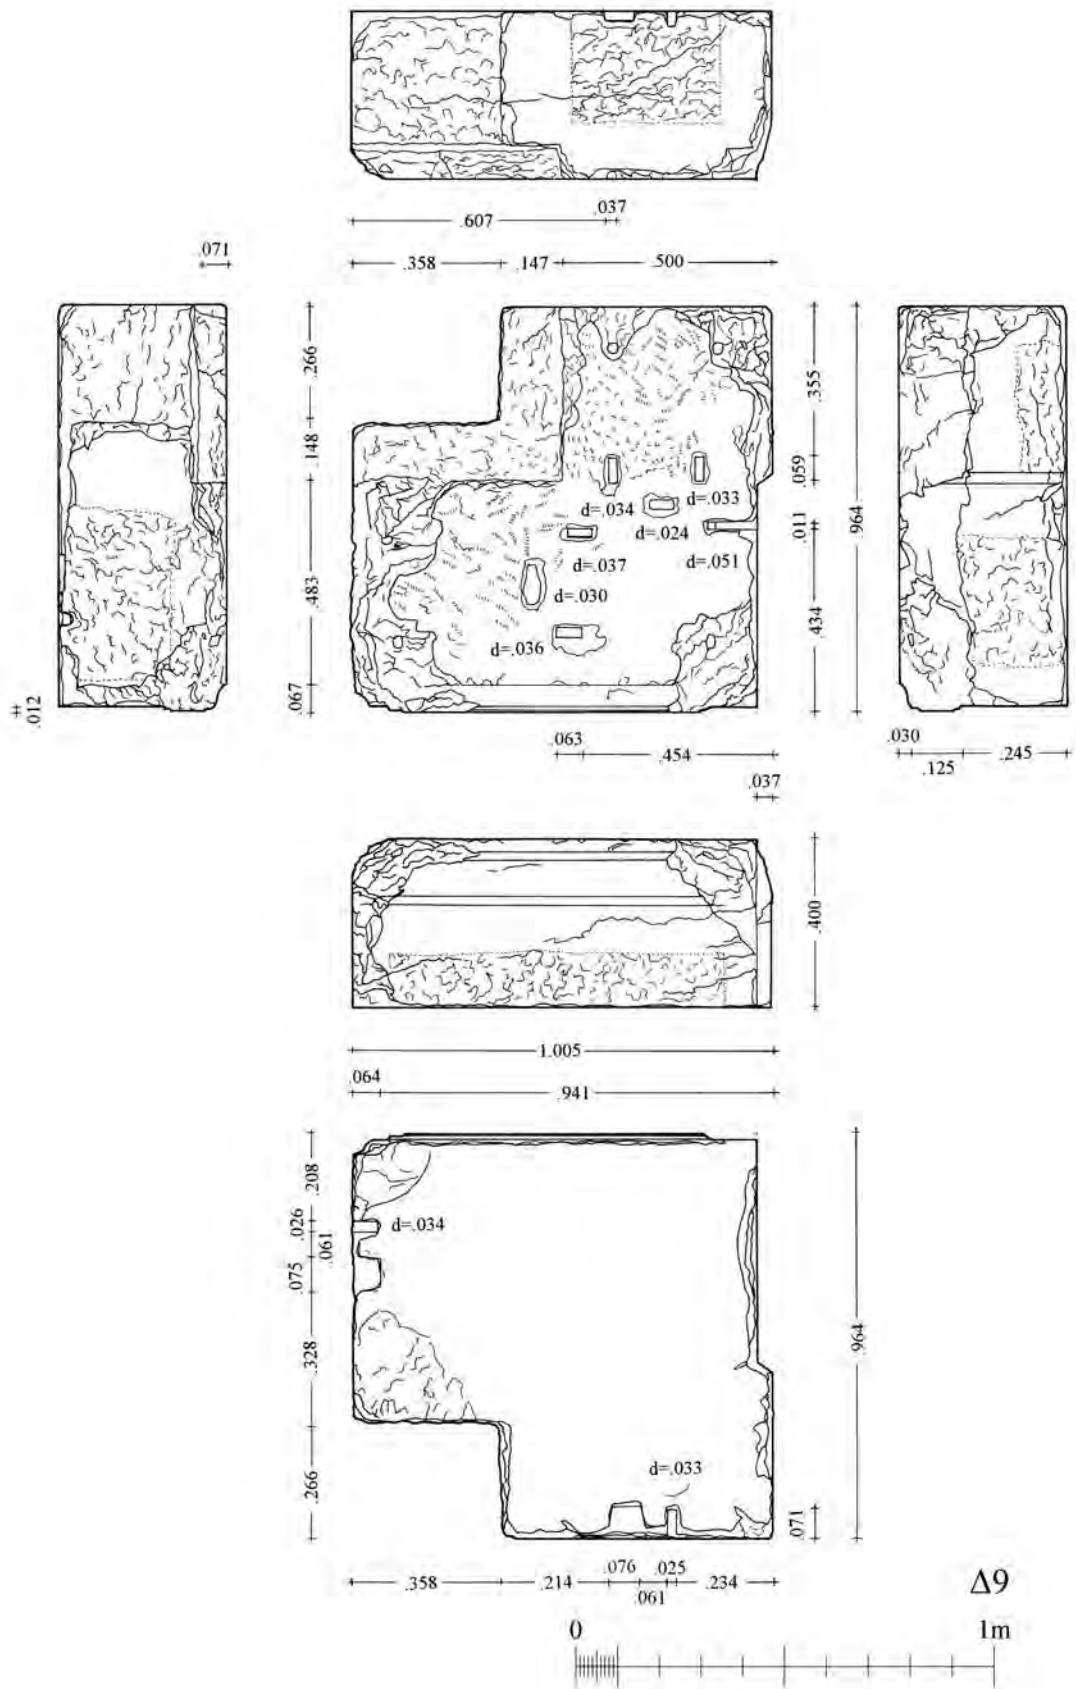 .607 .037
.071
.358 .147 .500
.266
.148
.483
.067
.012
.355
.059
.011
.434
.964
d=.034
d=.033
d=.024
d=.037
d=.051
d=.030
d=.036
.063 .454
.037
.030 .125 .245
.400
1.005
.064 .941
.208
.026
.061
.075
.328
.266
d=.034
d=.033
.964
.071
.358 .214 .076 .061 .025 .234
Δ9
0 1m